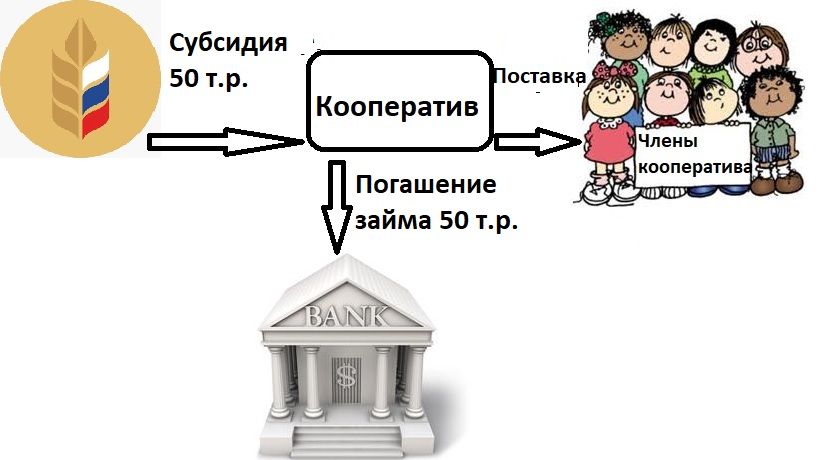 Субсидия
50 т.р.
Кооператив
Поставка
Члены
кооператива
Погашение
займа 50 т.р.
BANK
$